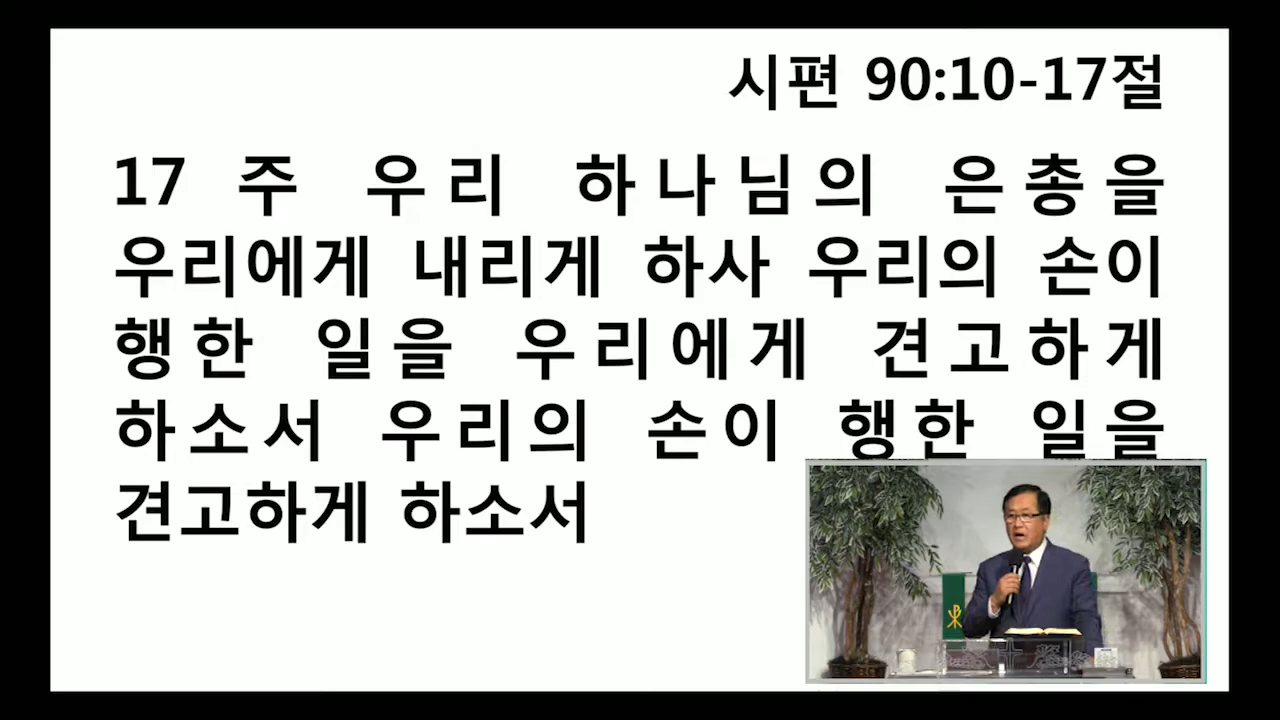 시편 90:10-17절
17 주 우리 하나님의 은총을
우리에게 내리게 하사 우리의 손이
행한 일을 우리에게 견고하게
하소서 우리의 손이 행한 일을
견고하게 하소서